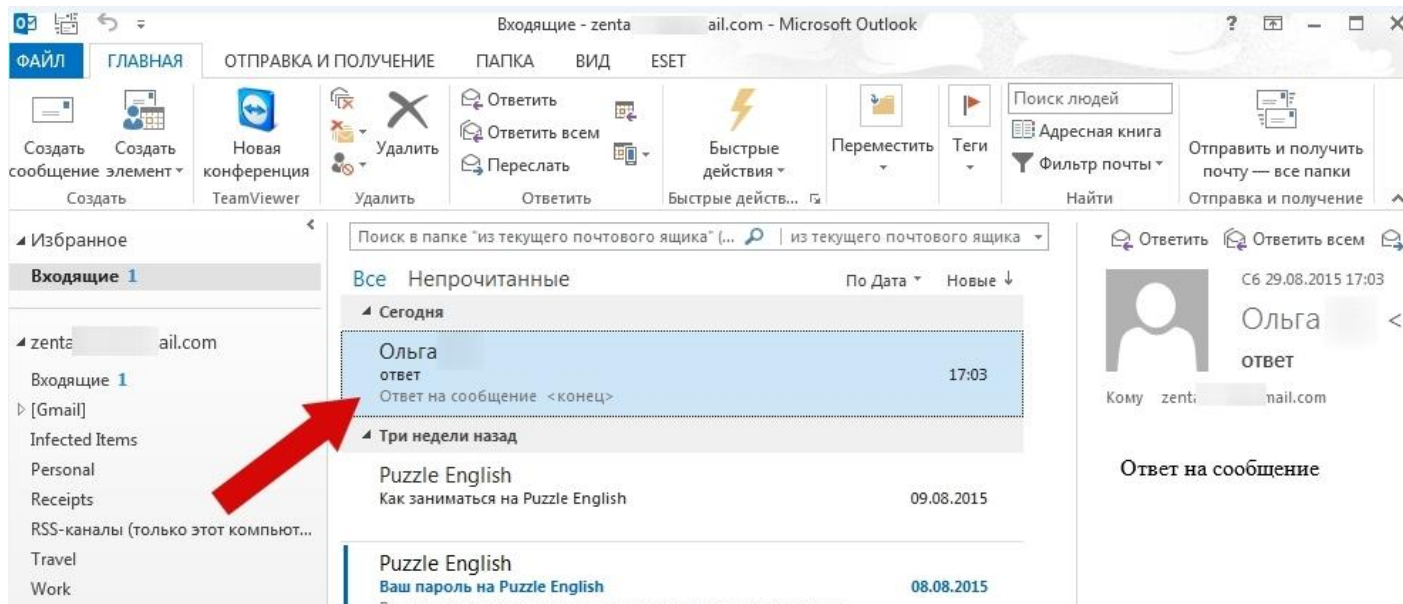 Входящие - zenta ail.com - Microsoft Outlook
ФАЙЛ ГЛАВНАЯ ОТПРАВКА И ПОЛУЧЕНИЕ ПАПКА ВИД ESET
Создать сообщение
Создать элемент
Создать
Новая конференция
TeamViewer
Удалить
Удалить
Ответить
Ответить всем
Переслать
Ответить
Быстрые действия
Быстрые действ...
Переместить
Теги
Поиск людей
Адресная книга
Фильтр почты
Найти
Отправить и получить
почту — все папки
Отправка и получение
Избранное
Входящие 1
zenta ail.com
Входящие 1
[Gmail]
Infected Items
Personal
Receipts
RSS-каналы (только этот компьют...
Travel
Work
Поиск в папке "из текущего почтового ящика" (... из текущего почтового ящика
Все Непрочитанные По Дата Новые ↓
Сегодня
Ольга
ответ 17:03
Ответ на сообщение <конец>
Три недели назад
Puzzle English
Как заниматься на Puzzle English 09.08.2015
Puzzle English
Ваш пароль на Puzzle English 08.08.2015
Ответить Ответить всем
Сб 29.08.2015 17:03
Ольга <
ответ
Кому zenta mail.com
Ответ на сообщение